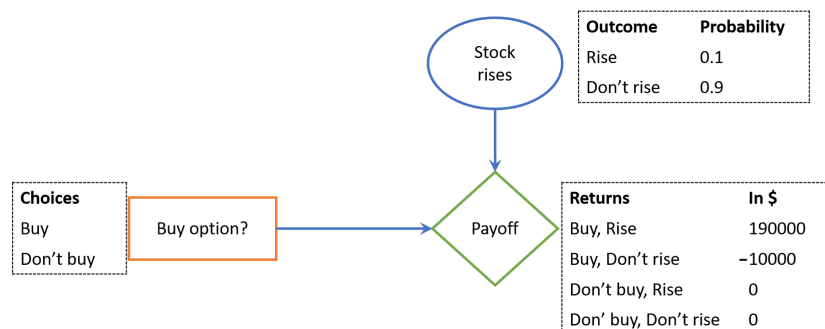 Stock
rises
Outcome Probability
Rise 0.1
Don't rise 0.9
Choices
Buy
Don't buy
Buy option?
Payoff
Returns In $
Buy, Rise 190000
Buy, Don't rise −10000
Don't buy, Rise 0
Don' buy, Don't rise 0